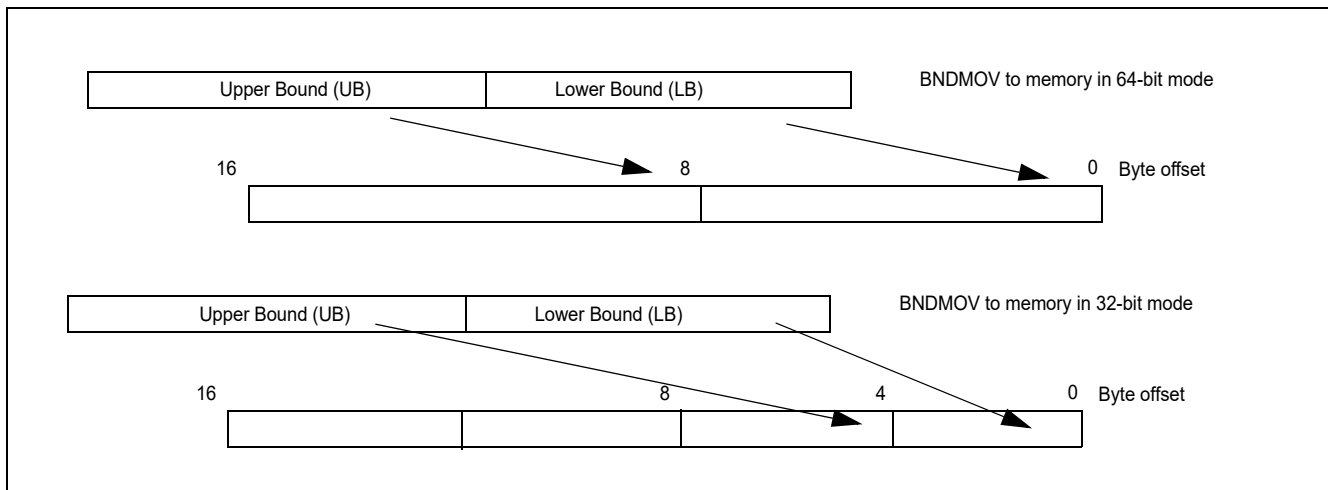 Upper Bound (UB) Lower Bound (LB) BNDMOV to memory in 64-bit mode
16 8 0 Byte offset
Upper Bound (UB) Lower Bound (LB) BNDMOV to memory in 32-bit mode
16 8 4 0 Byte offset